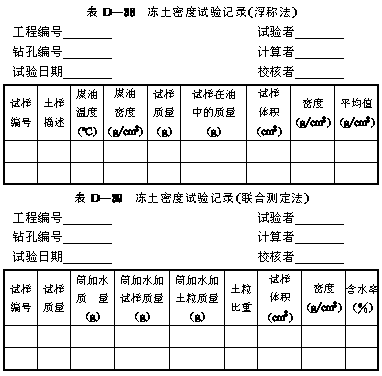 表 D—38 冻土密度试验记录(浮称法)
工程编号 试验者
钻孔编号 计算者
试验日期 校核者
试样编号 土样描述 煤油温度(℃) 煤油密度(g/cm³) 试样质量(g) 试样在油中的质量(g) 试样体积(cm³) 密度(g/cm³) 平均值(g/cm³)
表 D—39 冻土密度试验记录(联合测定法)
工程编号 试验者
钻孔编号 计算者
试验日期 校核者
试样编号 试样质量 筒加水质 量(g) 筒加水加试样质量(g) 筒加水加土粒质量(g) 土粒比重 试样体积(cm³) 密度(g/cm³) 含水率(%)